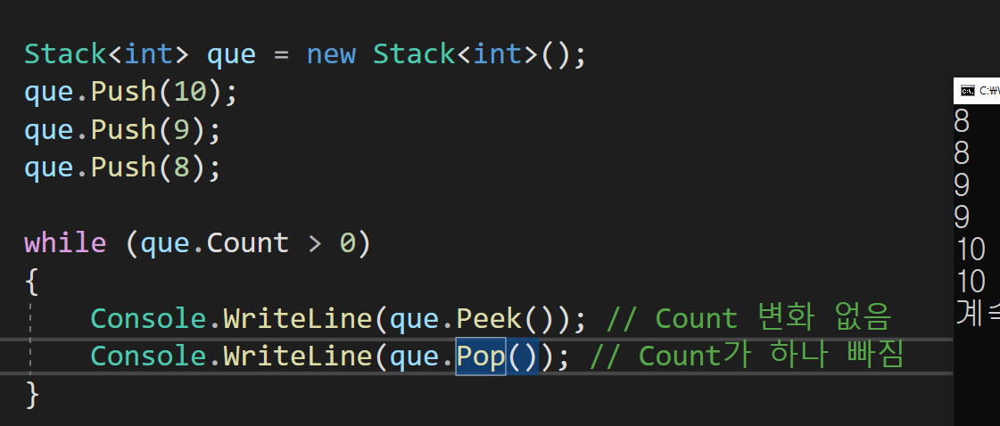 Stack<int> que = new Stack<int>();
que.Push(10);
que.Push(9);
que.Push(8);
while (que.Count > 0)
{
Console.WriteLine(que.Peek()); // Count 변화 없음
Console.WriteLine(que.Pop()); // Count가 하나 빠짐
}
C:₩
8
8
9
9
10
10
계